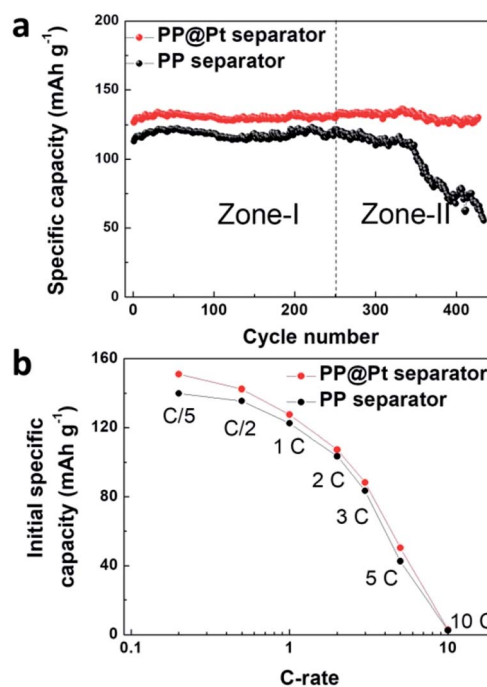 a
PP@Pt separator
PP separator
Specific capacity (mAh g⁻¹)
200
150
100
50
0
Zone-I
Zone-II
0
100
200
300
400
Cycle number
b
PP@Pt separator
PP separator
Initial specific
capacity (mAh g⁻¹)
160
120
80
40
0
C/5
C/2
1 C
2 C
3 C
5 C
10 C
0.1
1
10
C-rate